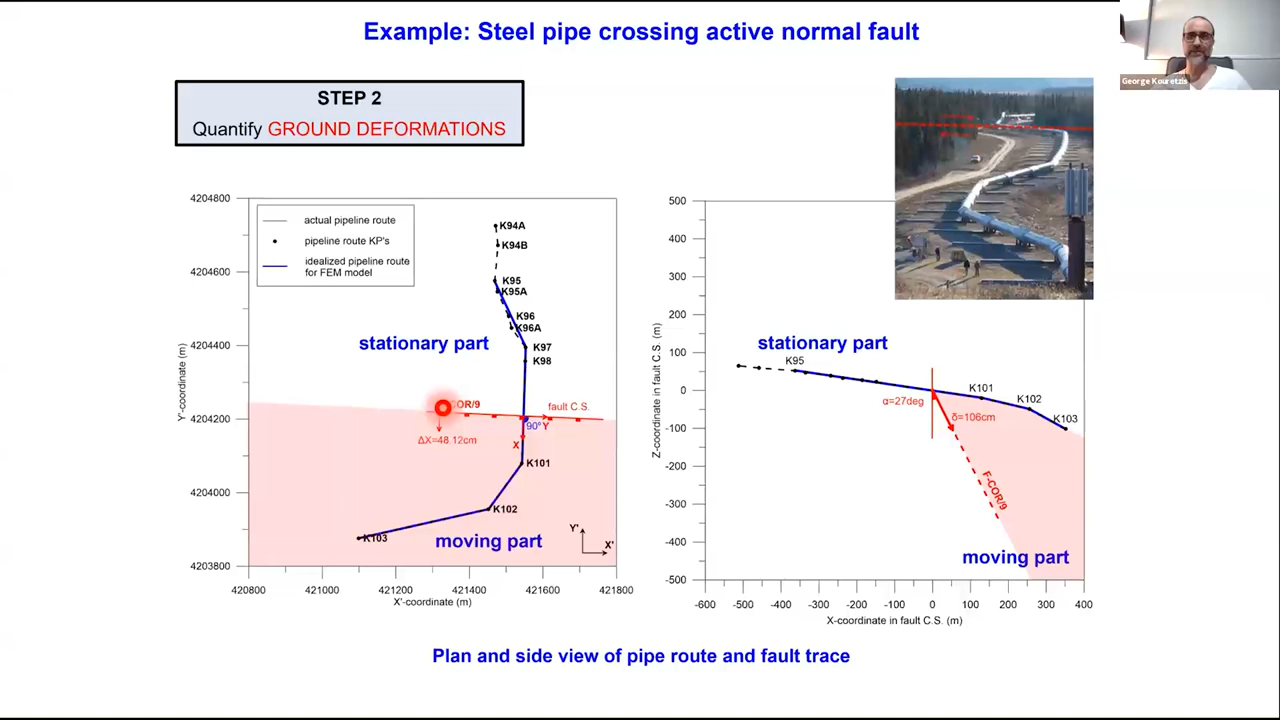 Example: Steel pipe crossing active normal fault
George Kouretzis
STEP 2
Quantify GROUND DEFORMATIONS
4204800
4204600
4204400
4204200
4204000
4203800
Y'-coordinate (m)
actual pipeline route
pipeline route KP's
idealized pipeline route
for FEM model
K94A
K94B
K95
K95A
K96
K96A
K97
K98
stationary part
COR/9
fault C.S.
90° Y
ΔX=48.12cm
X
K101
K102
K103
moving part
Y'
X'
420800 421000 421200 421400 421600 421800
X'-coordinate (m)
500
400
300
200
100
0
-100
-200
-300
-400
-500
Z-coordinate in fault C.S. (m)
stationary part
K95
K101
K102
K103
α=27deg
δ=106cm
F-COR/9
moving part
-600 -500 -400 -300 -200 -100 0 100 200 300 400
X-coordinate in fault C.S. (m)
Plan and side view of pipe route and fault trace